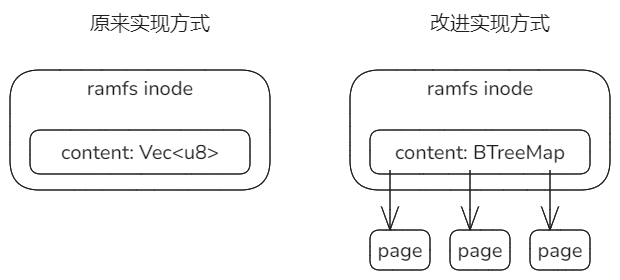 原来实现方式
改进实现方式
ramfs inode
ramfs inode
content: Vec<u8>
content: BTreeMap
page
page
page